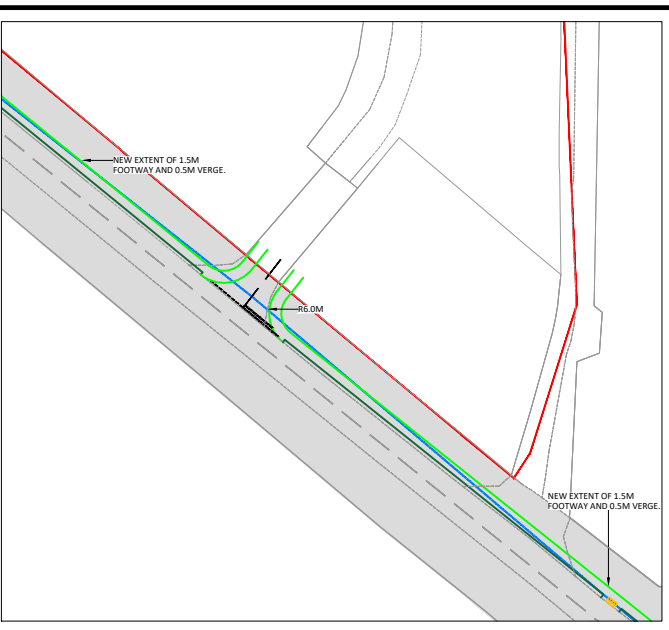 NEW EXTENT OF 1.5M
FOOTWAY AND 0.5M VERGE.
R6.0M
NEW EXTENT OF 1.5M
FOOTWAY AND 0.5M VERGE.